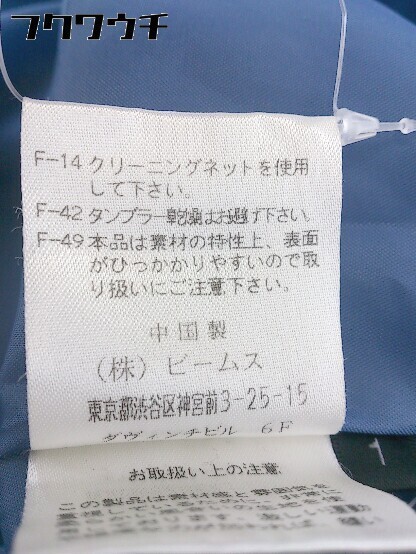 フクワウチ
F-14 クリーニングネットを使用
して下さい。
F-42 タンブラー乾燥はお避け下さい。
F-49 本品は素材の特性上、表面
がひっかかりやすいので取
り扱いにご注意下さい。
中国製
(株)ビームス
東京都渋谷区神宮前3-25-15
ダヴィンチビル 6F
お取扱い上の注意
1